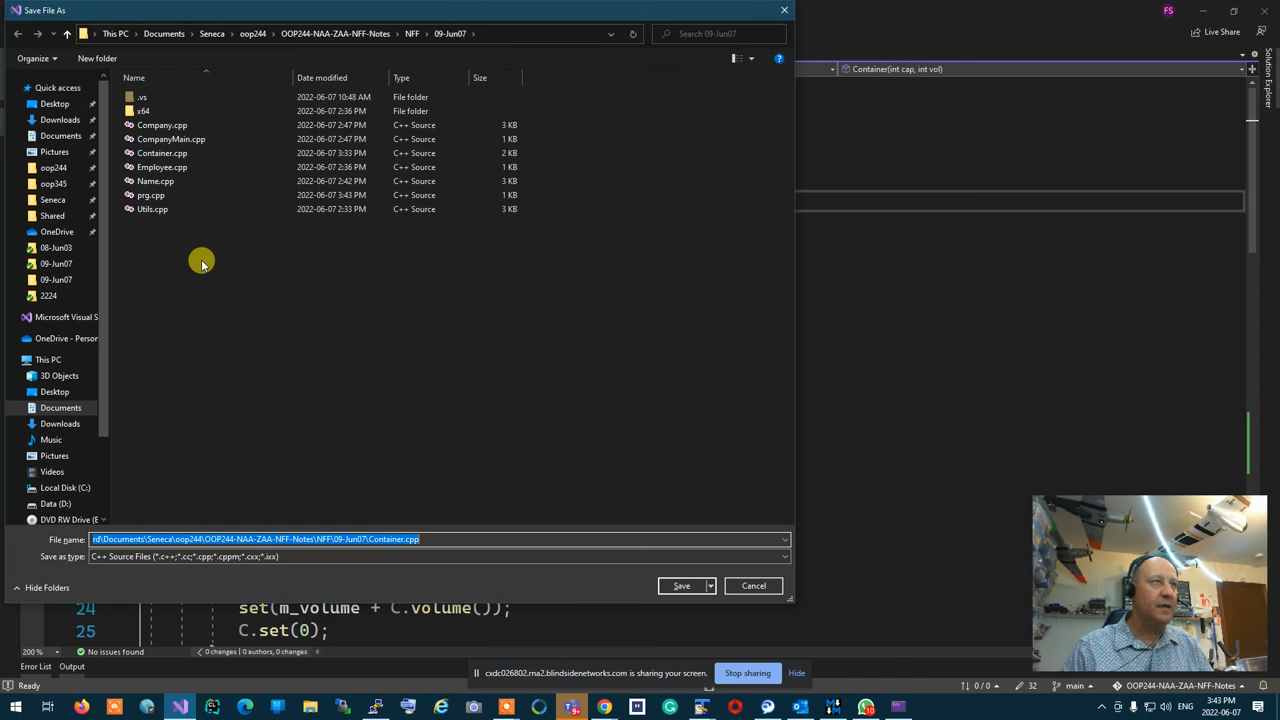 Save File As
FS
This PC
Documents
Seneca
oop244
OOP244-NAA-ZAA-NFF-Notes
NFF
09-Jun07
Search 09-Jun07
Live Share
Organize
New folder
Container(int cap, int vol)
Solution Explorer
Name
Date modified
Type
Size
Quick access
Desktop
Downloads
Documents
Pictures
oop244
oop345
Seneca
Shared
OneDrive
08-Jun03
09-Jun07
09-Jun07
2224
Microsoft Visual S
OneDrive - Person
This PC
3D Objects
Desktop
Documents
Downloads
Music
Pictures
Videos
Local Disk (C:)
Data (D:)
DVD RW Drive (E
.vs 2022-06-07 10:48 AM File folder
x64 2022-06-07 2:36 PM File folder
Company.cpp 2022-06-07 2:47 PM C++ Source 3 KB
CompanyMain.cpp 2022-06-07 2:47 PM C++ Source 1 KB
Container.cpp 2022-06-07 3:33 PM C++ Source 2 KB
Employee.cpp 2022-06-07 2:36 PM C++ Source 1 KB
Name.cpp 2022-06-07 2:42 PM C++ Source 3 KB
prg.cpp 2022-06-07 3:43 PM C++ Source 1 KB
Utils.cpp 2022-06-07 2:33 PM C++ Source 3 KB
File name: rd\Documents\Seneca\oop244\OOP244-NAA-ZAA-NFF-Notes\NFF\09-Jun07\Container.cpp
Save as type: C++ Source Files (*.c++;*.cc;*.cpp;*.cppm;*.cxx;*.ixx)
Hide Folders
Save
Cancel
24 set(m_volume + C.volume());
25 C.set(0);
200 %
No issues found
0 changes | 0 authors, 0 changes
Error List
Output
cxdc026802.rna2.blindsidenetworks.com is sharing your screen.
Stop sharing
Hide
Ready
0 / 0
32
main
OOP244-NAA-ZAA-NFF-Notes
3:43 PM
2022-06-07